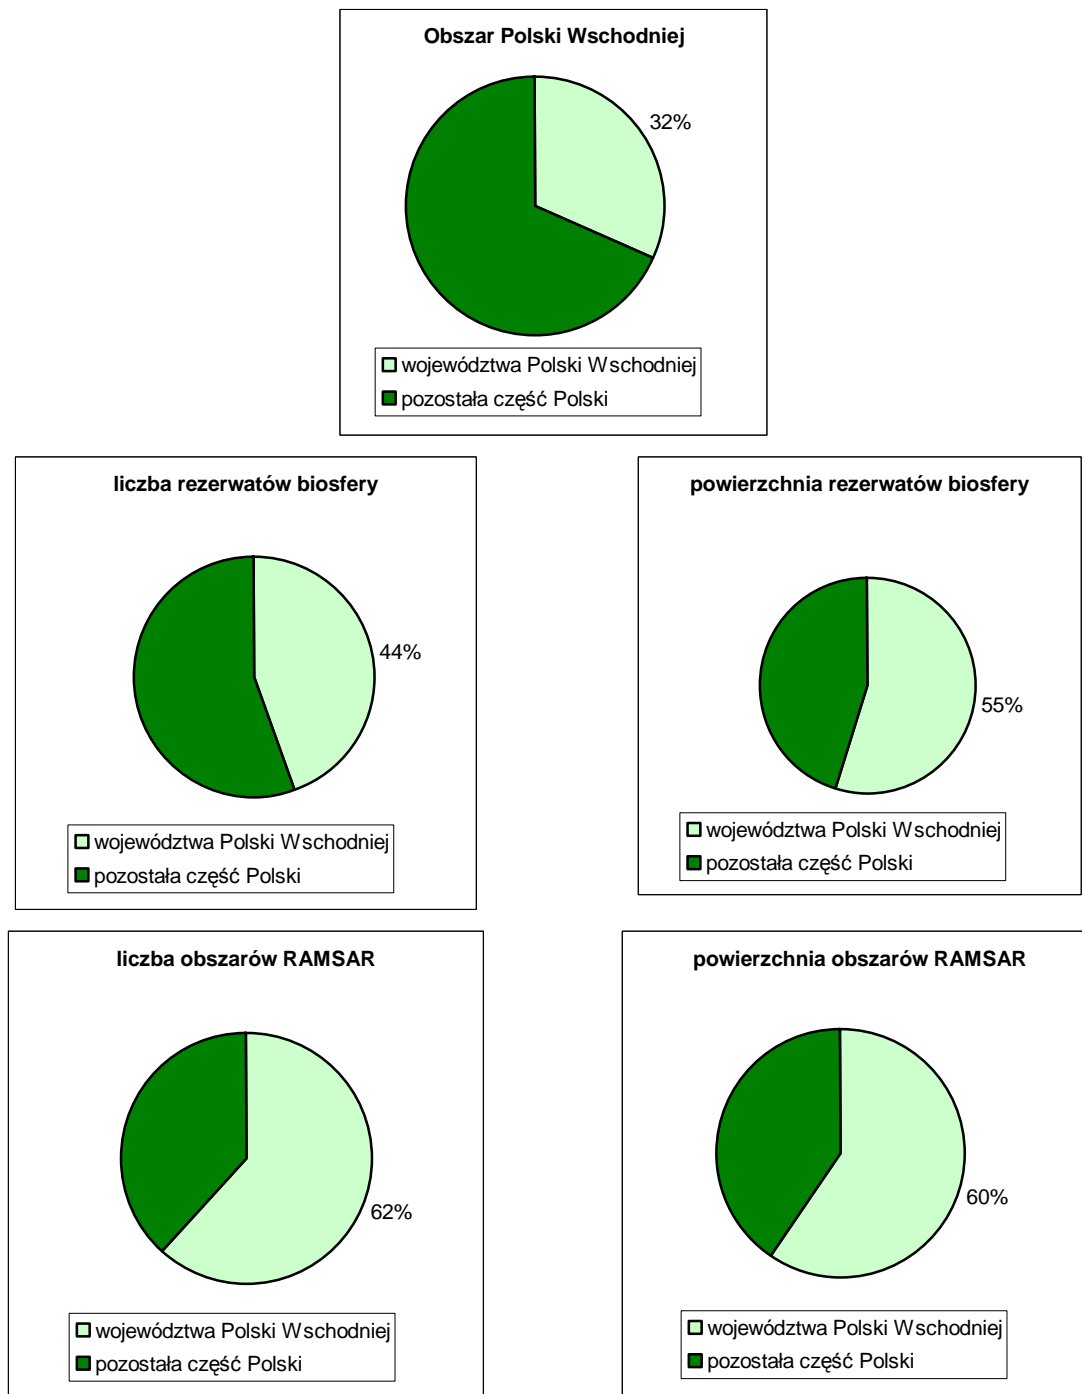 Obszar Polski Wschodniej
32%
województwa Polski Wschodniej
pozostała część Polski
liczba rezerwatów biosfery
44%
województwa Polski Wschodniej
pozostała część Polski
powierzchnia rezerwatów biosfery
55%
województwa Polski Wschodniej
pozostała część Polski
liczba obszarów RAMSAR
62%
województwa Polski Wschodniej
pozostała część Polski
powierzchnia obszarów RAMSAR
60%
województwa Polski Wschodniej
pozostała część Polski